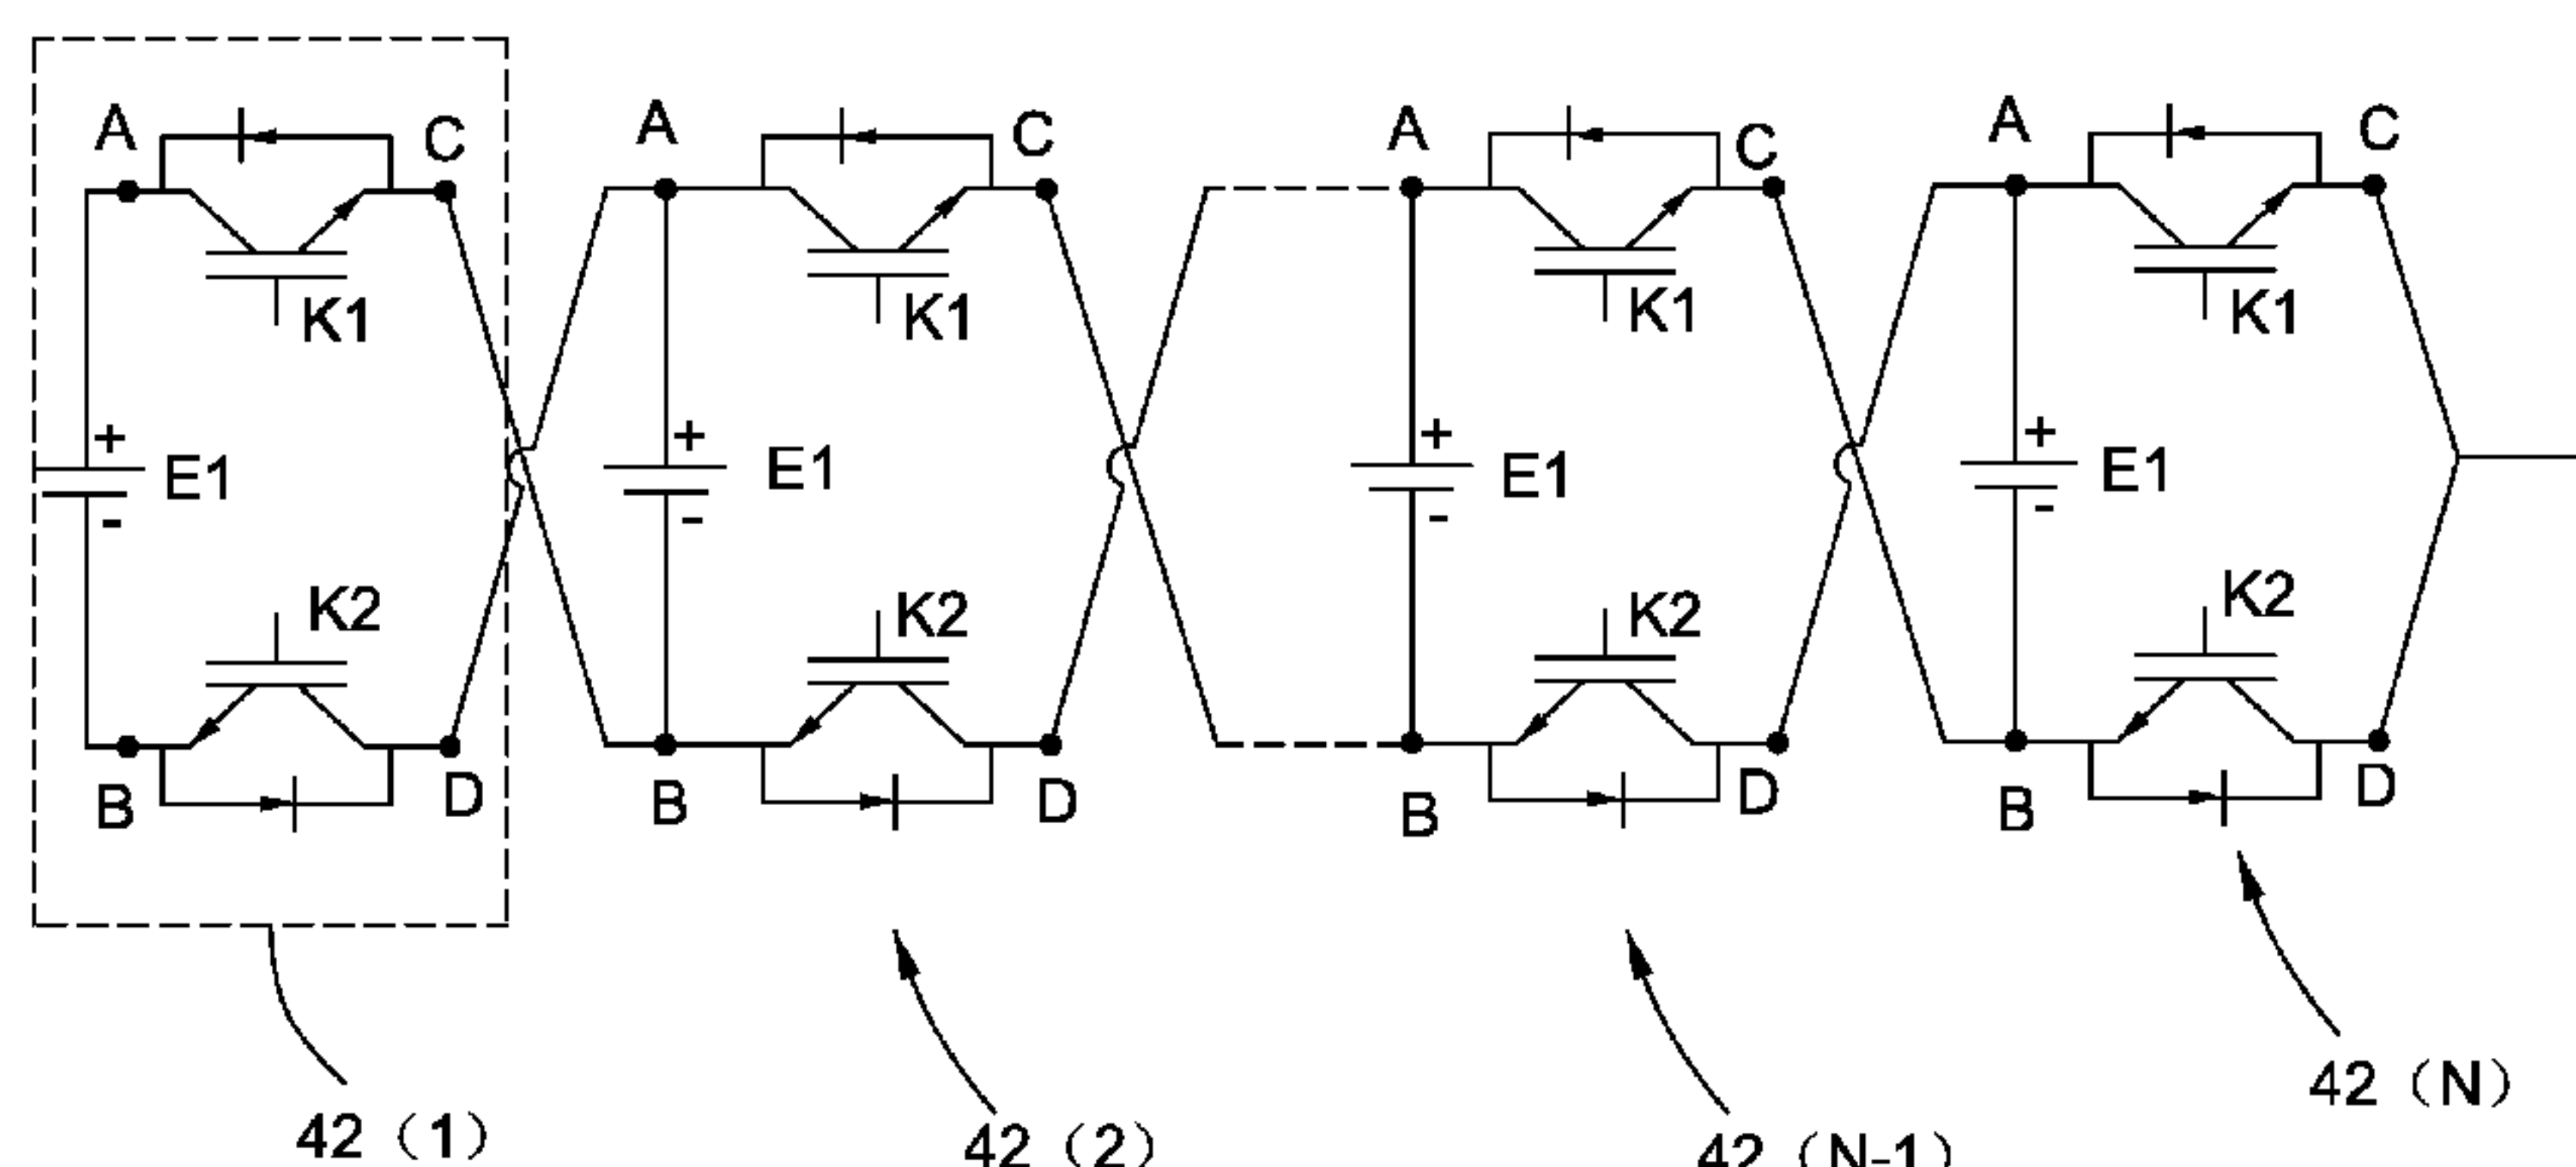 A C A C A C A C
K1 K1 K1 K1
+ + + +
E1 E1 E1 E1
- - - -
K2 K2 K2 K2
B D B D B D B D
42（1） 42（2） 42（N-1） 42（N）